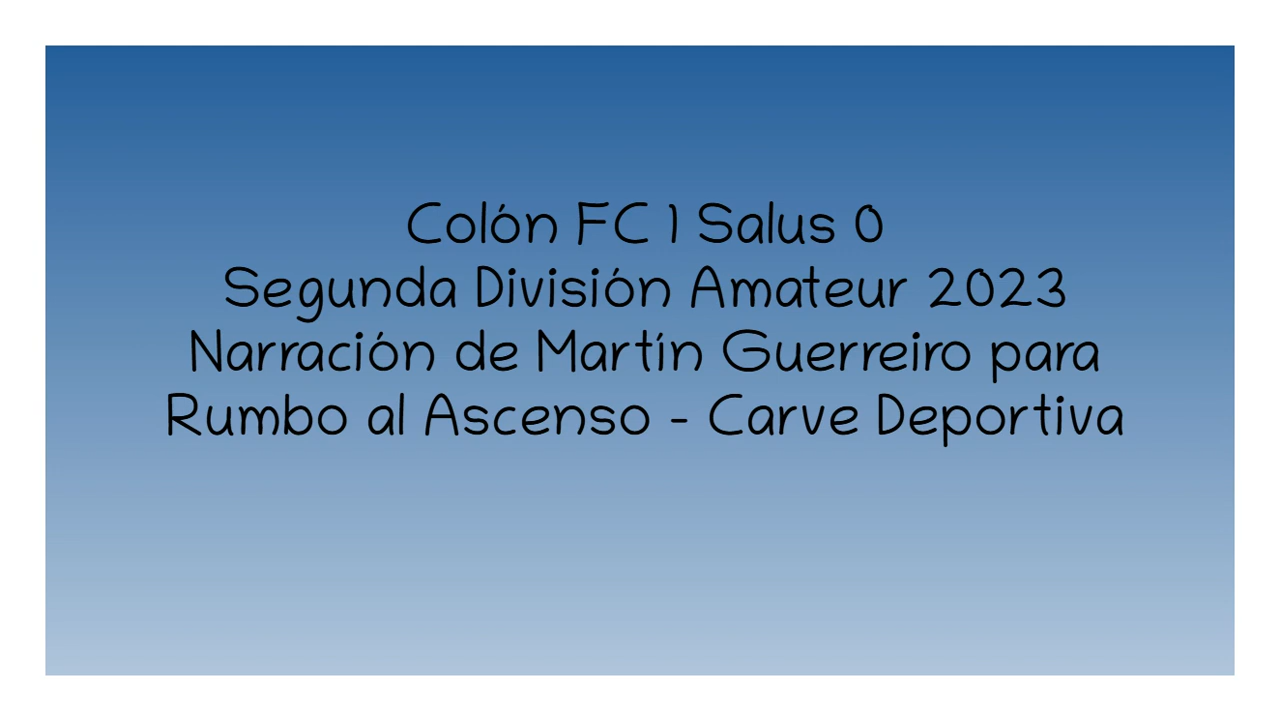 Colón FC 1 Salus 0
Segunda División Amateur 2023
Narración de Martín Guerreiro para
Rumbo al Ascenso - Carve Deportiva